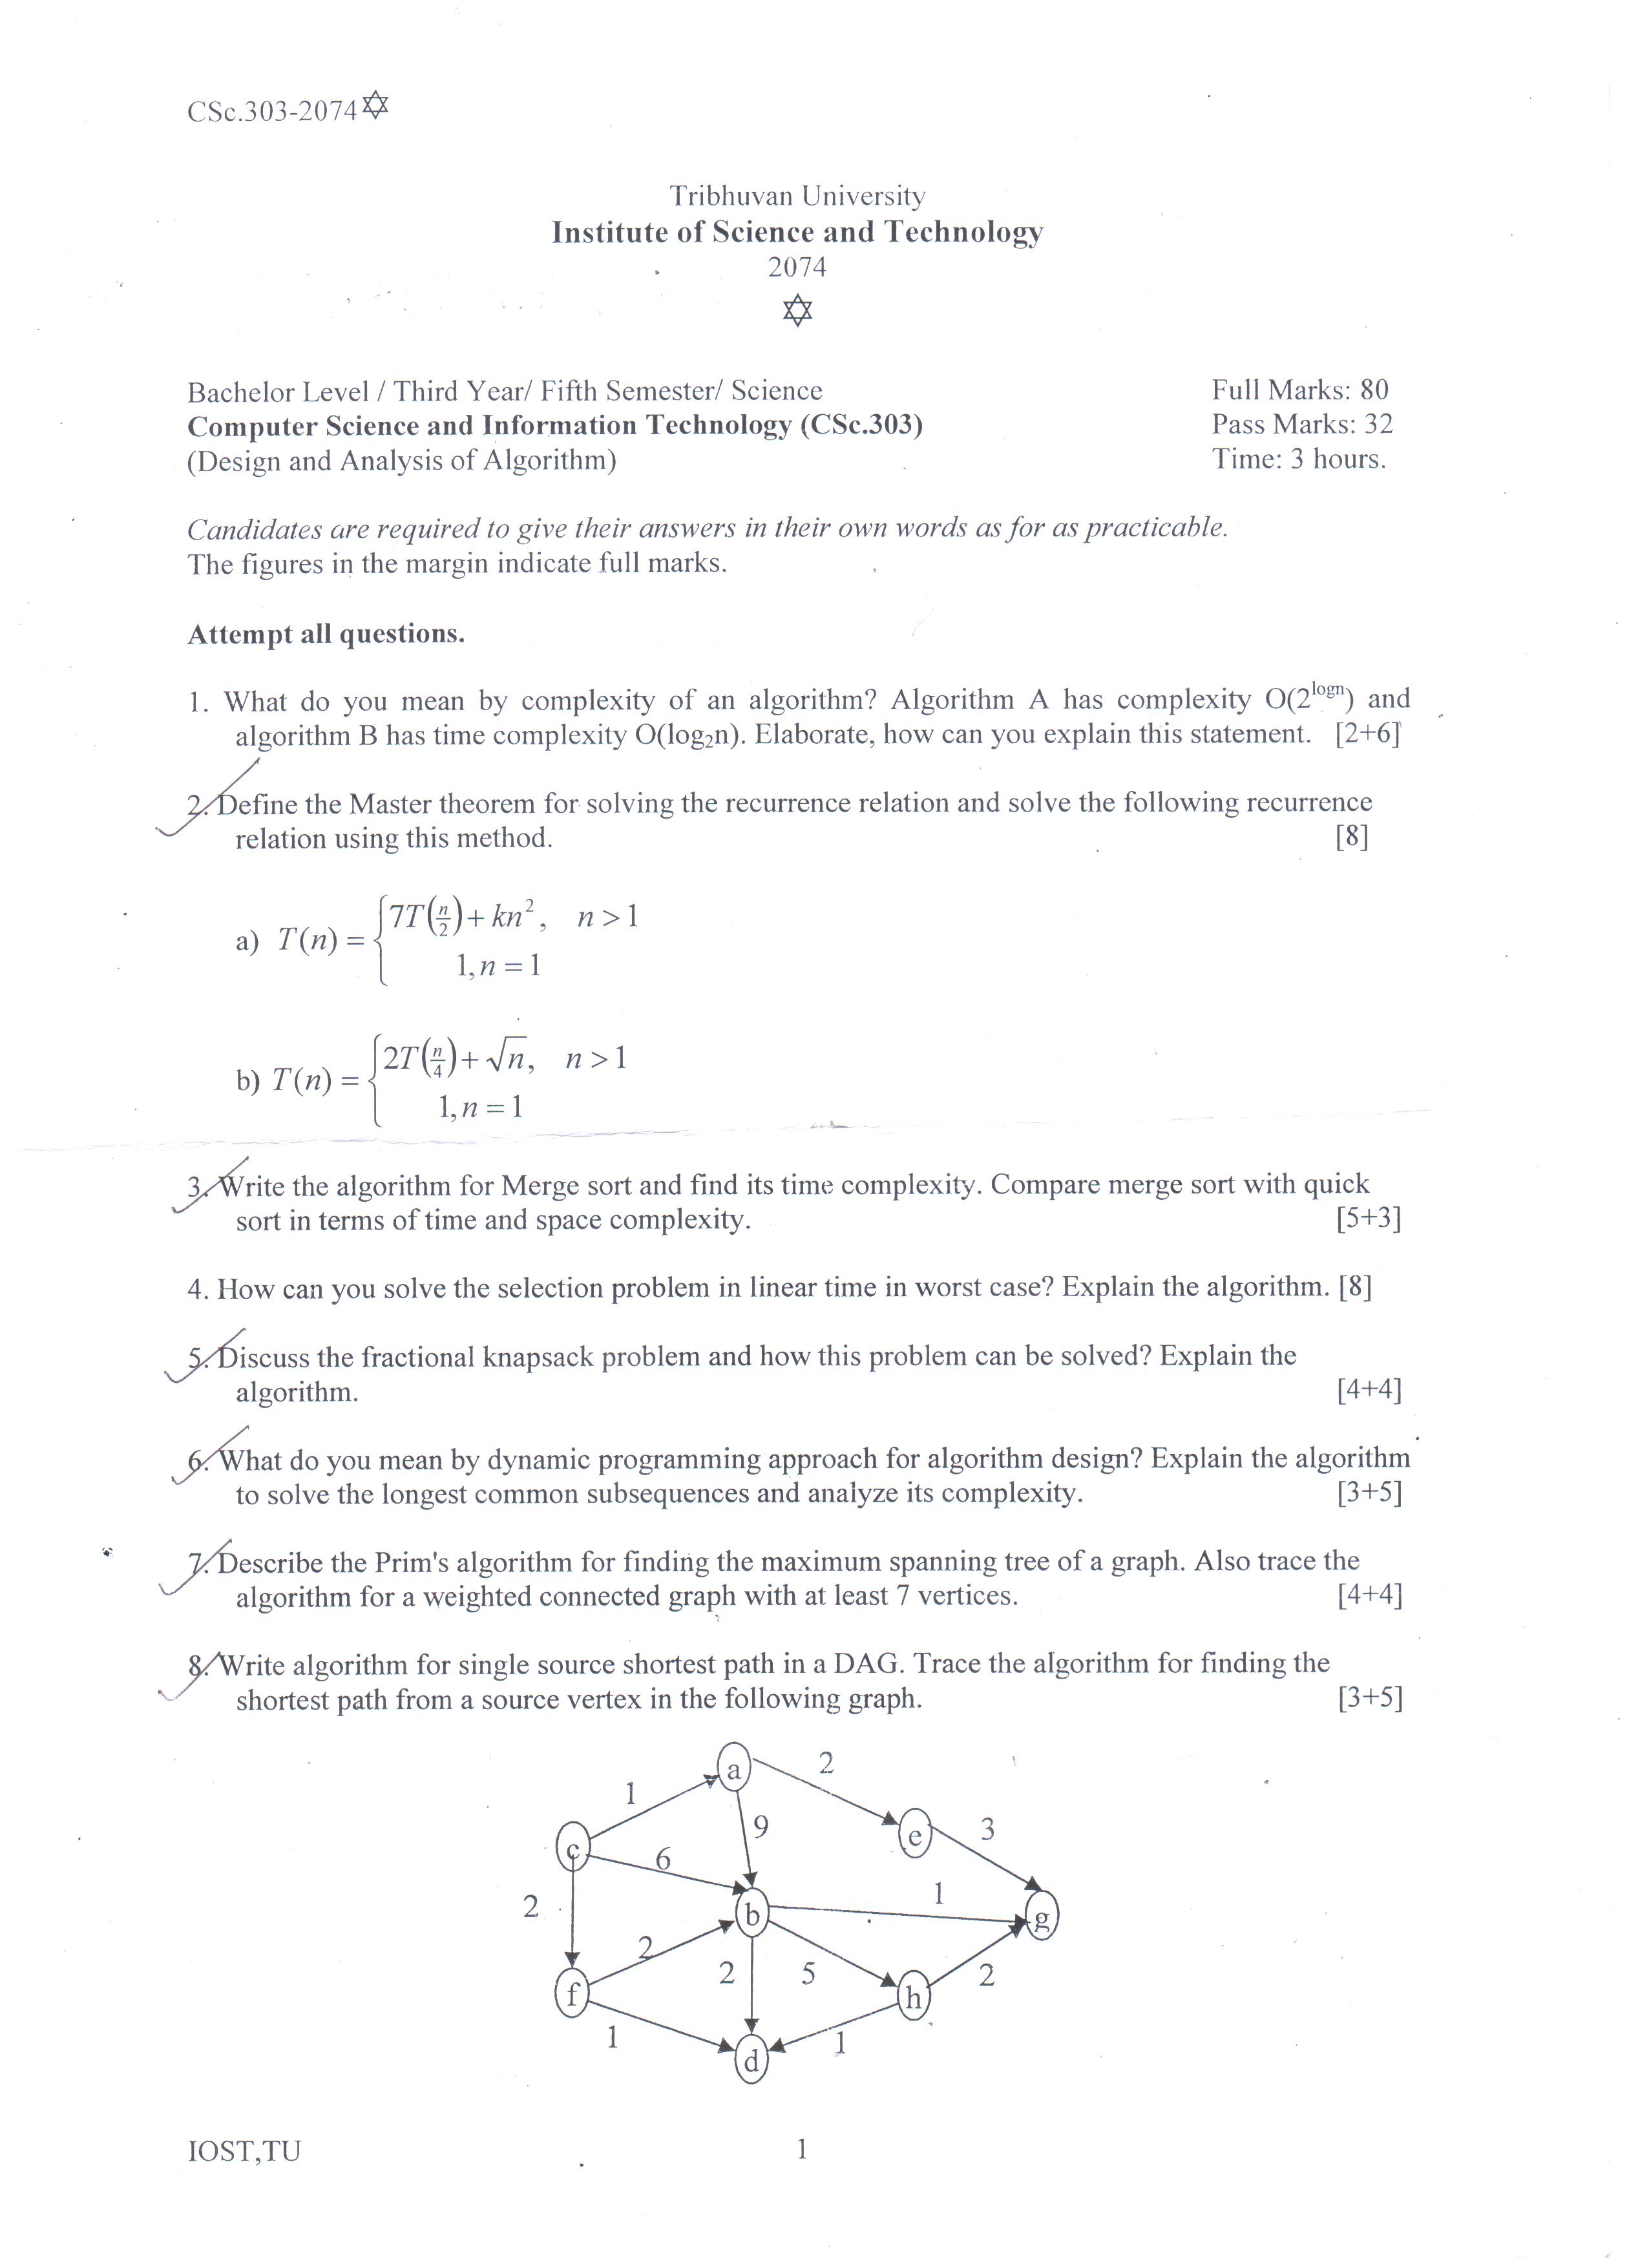 CSc.303-2074✡
Tribhuvan University
Institute of Science and Technology
2074
✡
Bachelor Level / Third Year/ Fifth Semester/ Science
Full Marks: 80
Computer Science and Information Technology (CSc.303)
Pass Marks: 32
(Design and Analysis of Algorithm)
Time: 3 hours.
Candidates are required to give their answers in their own words as for as practicable.
The figures in the margin indicate full marks.
Attempt all questions.
1. What do you mean by complexity of an algorithm? Algorithm A has complexity O(2^logn) and
algorithm B has time complexity O(log₂n). Elaborate, how can you explain this statement. [2+6]
2. Define the Master theorem for solving the recurrence relation and solve the following recurrence
relation using this method. [8]
a) T(n) = { 7T(n/2) + kn², n > 1
1, n = 1
b) T(n) = { 2T(n/4) + √n, n > 1
1, n = 1
3. Write the algorithm for Merge sort and find its time complexity. Compare merge sort with quick
sort in terms of time and space complexity. [5+3]
4. How can you solve the selection problem in linear time in worst case? Explain the algorithm. [8]
5. Discuss the fractional knapsack problem and how this problem can be solved? Explain the
algorithm. [4+4]
6. What do you mean by dynamic programming approach for algorithm design? Explain the algorithm
to solve the longest common subsequences and analyze its complexity. [3+5]
7. Describe the Prim's algorithm for finding the maximum spanning tree of a graph. Also trace the
algorithm for a weighted connected graph with at least 7 vertices. [4+4]
8. Write algorithm for single source shortest path in a DAG. Trace the algorithm for finding the
shortest path from a source vertex in the following graph. [3+5]
a
2
1
9
e
3
c
6
1
2
b
g
2
2
5
2
f
h
1
1
d
IOST,TU
1